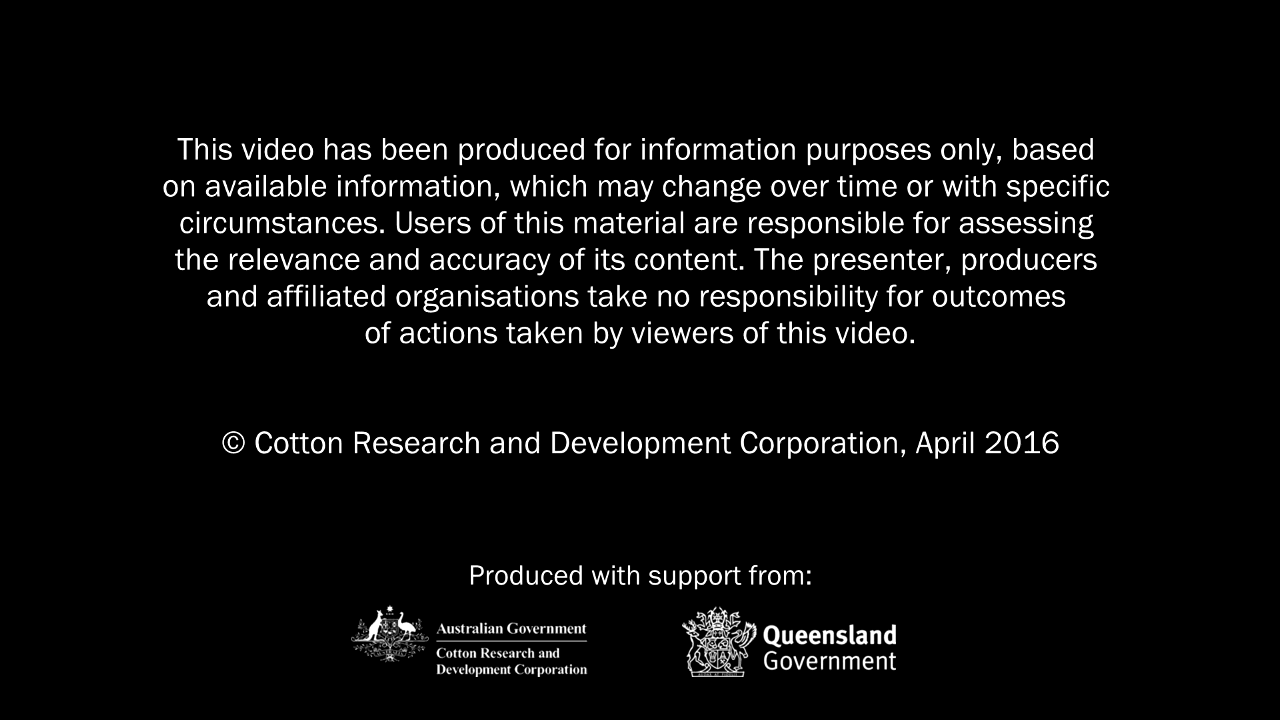 This video has been produced for information purposes only, based
on available information, which may change over time or with specific
circumstances. Users of this material are responsible for assessing
the relevance and accuracy of its content. The presenter, producers
and affiliated organisations take no responsibility for outcomes
of actions taken by viewers of this video.
© Cotton Research and Development Corporation, April 2016
Produced with support from:
Australian Government
Cotton Research and
Development Corporation
Queensland
Government